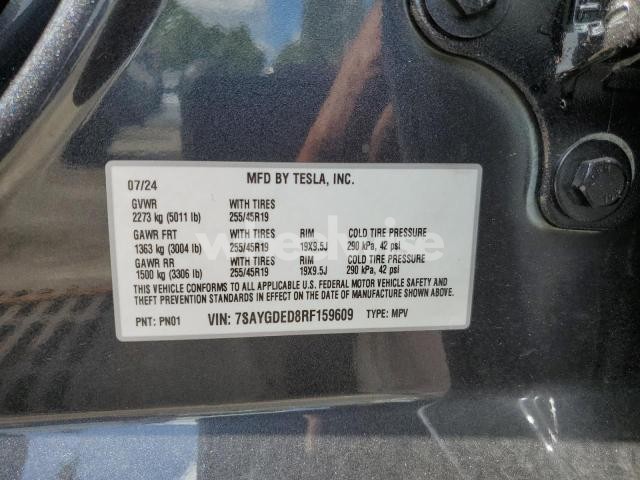 07/24 MFD BY TESLA, INC.
GVWR WITH TIRES
2273 kg (5011 lb) 255/45R19
GAWR FRT WITH TIRES RIM COLD TIRE PRESSURE
1363 kg (3004 lb) 255/45R19 19X9.5J 290 kPa, 42 psi
GAWR RR WITH TIRES RIM COLD TIRE PRESSURE
1500 kg (3306 lb) 255/45R19 19X9.5J 290 kPa, 42 psi
THIS VEHICLE CONFORMS TO ALL APPLICABLE U.S. FEDERAL MOTOR VEHICLE SAFETY AND
THEFT PREVENTION STANDARDS IN EFFECT ON THE DATE OF MANUFACTURE SHOWN ABOVE.
PNT: PN01 VIN: 7SAYGDED8RF159609 TYPE: MPV